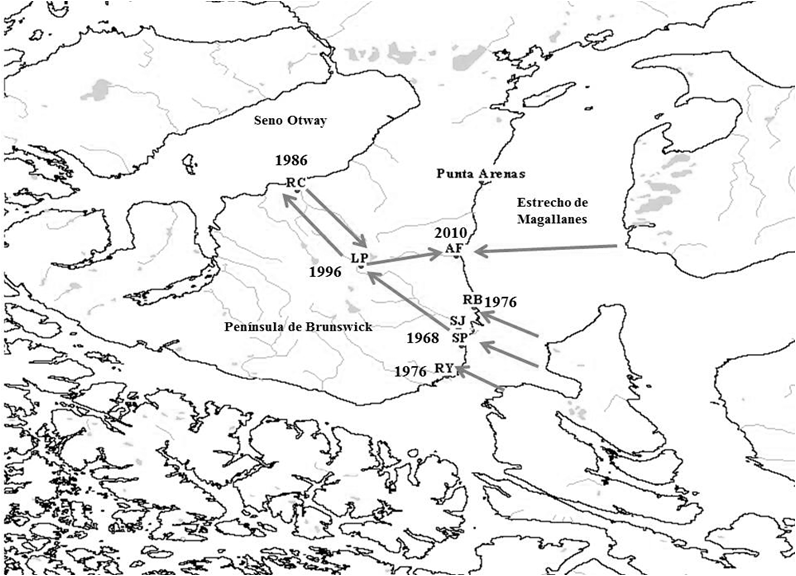 Seno Otway
1986
RC
Punta Arenas
Estrecho de
Magallanes
2010
AF
LP
1996
RB 1976
SJ
Península de Brunswick
1968 SP
1976 RY